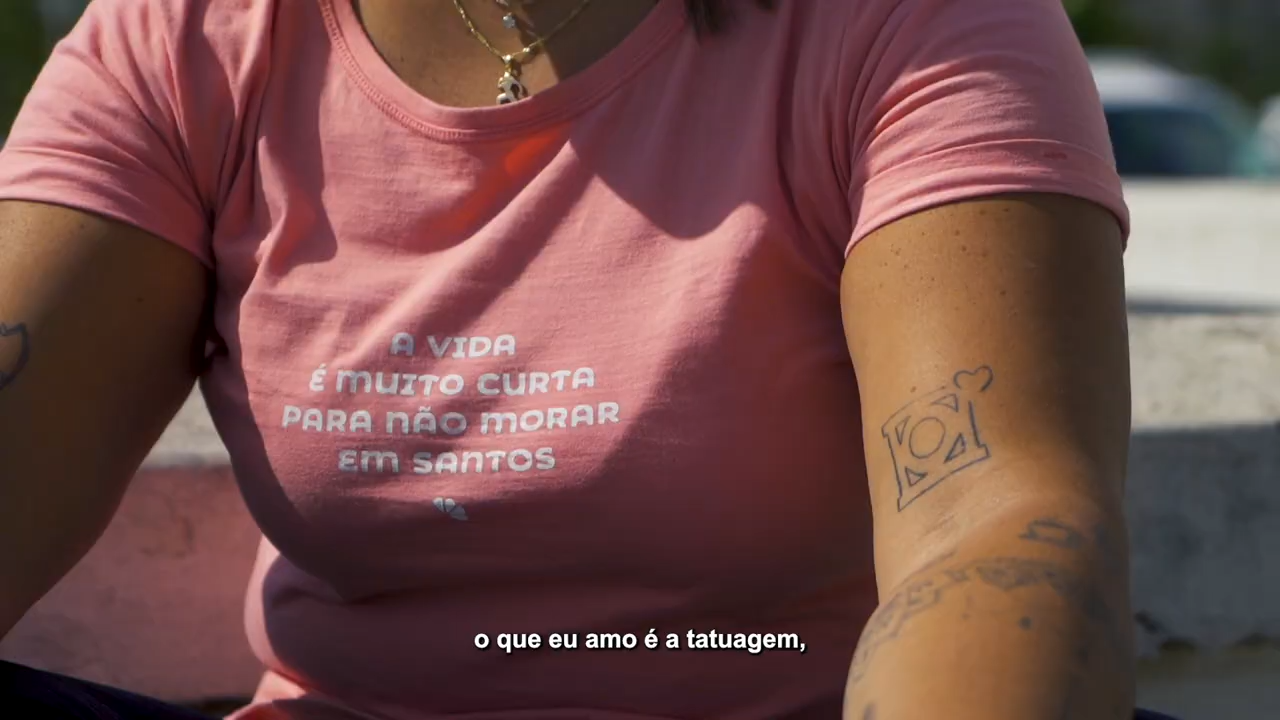 A VIDA
É MUITO CURTA
PARA NÃO MORAR
EM SANTOS
o que eu amo é a tatuagem,